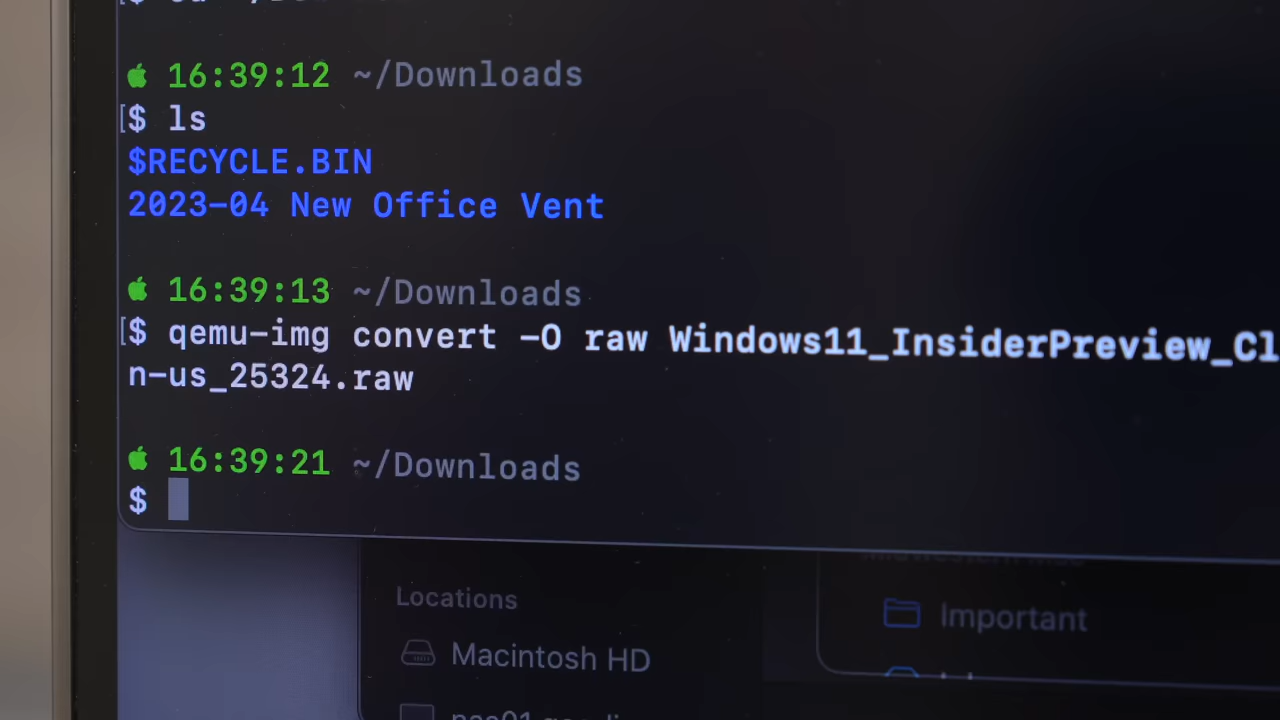 16:39:12 ~/Downloads
[$ ls
$RECYCLE.BIN
2023-04 New Office Vent
16:39:13 ~/Downloads
[$ qemu-img convert -O raw Windows11_InsiderPreview_Cl
n-us_25324.raw
16:39:21 ~/Downloads
$
Locations
Important
Macintosh HD